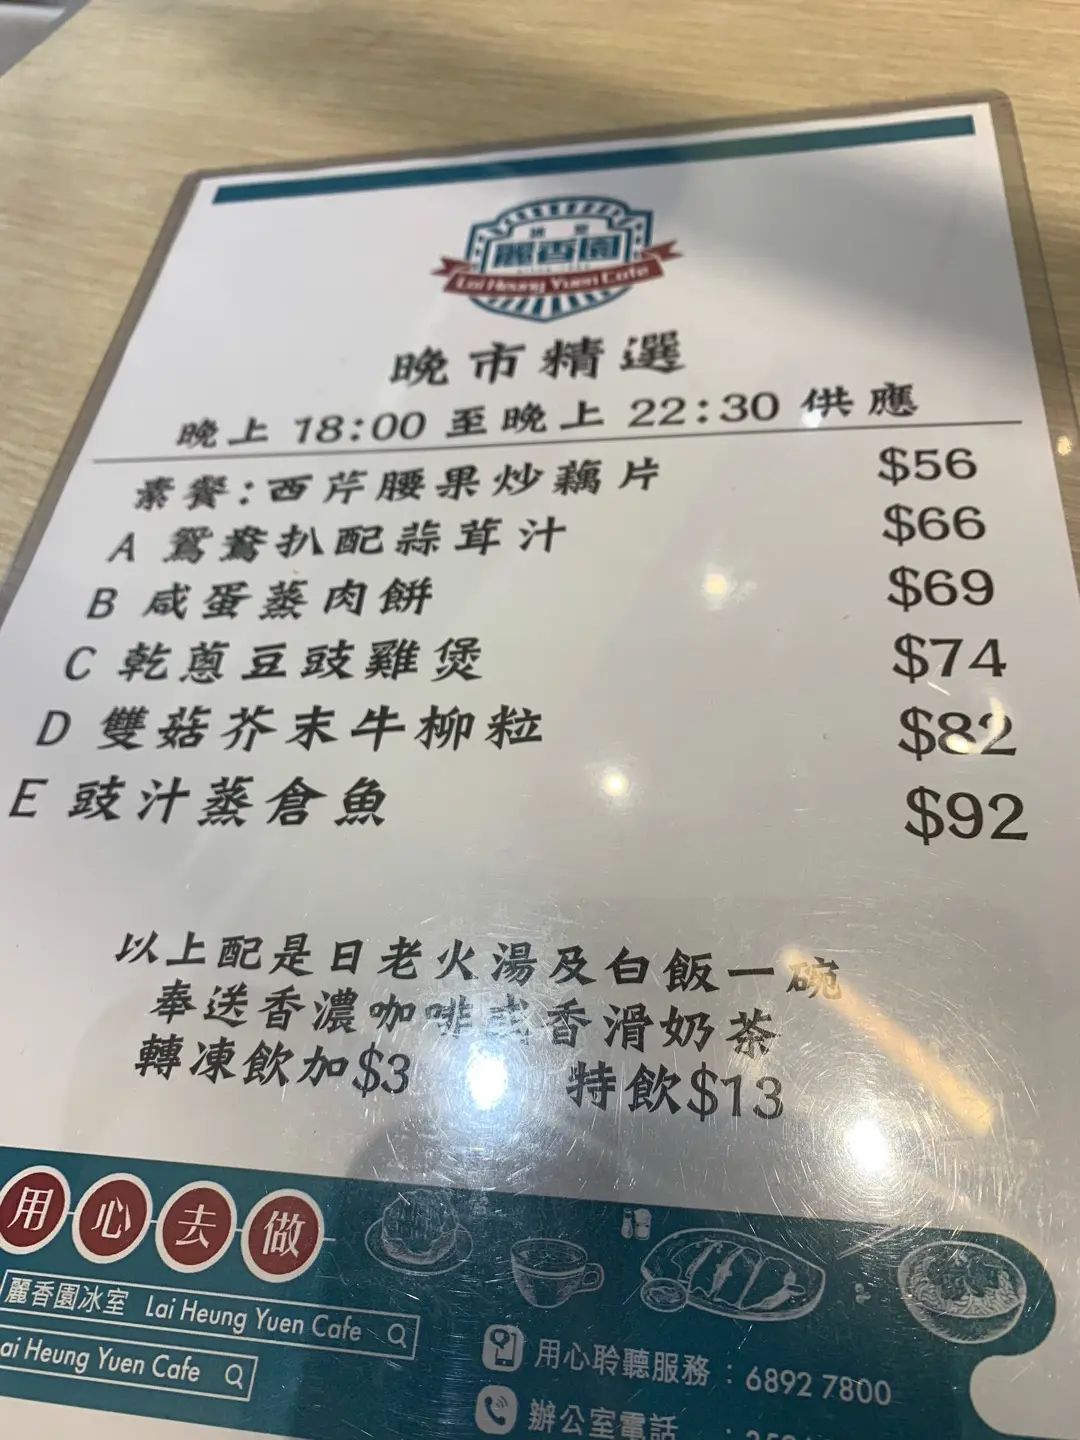 麗香園
Lai Heung Yuen Cafe
晚市精選
晚上 18:00 至晚上 22:30 供應
素餐:西芹腰果炒藕片 $56
A 鴛鴦扒配蒜茸汁 $66
B 咸蛋蒸肉餅 $69
C 乾蔥豆豉雞煲 $74
D 雙菇芥末牛柳粒 $82
E 豉汁蒸倉魚 $92
以上配是日老火湯及白飯一碗
奉送香濃咖啡或香滑奶茶
轉凍飲加$3 特飲$13
用心去做
麗香園冰室 Lai Heung Yuen Cafe
ai Heung Yuen Cafe
用心聆聽服務 : 6892 7800
辦公室電話 :